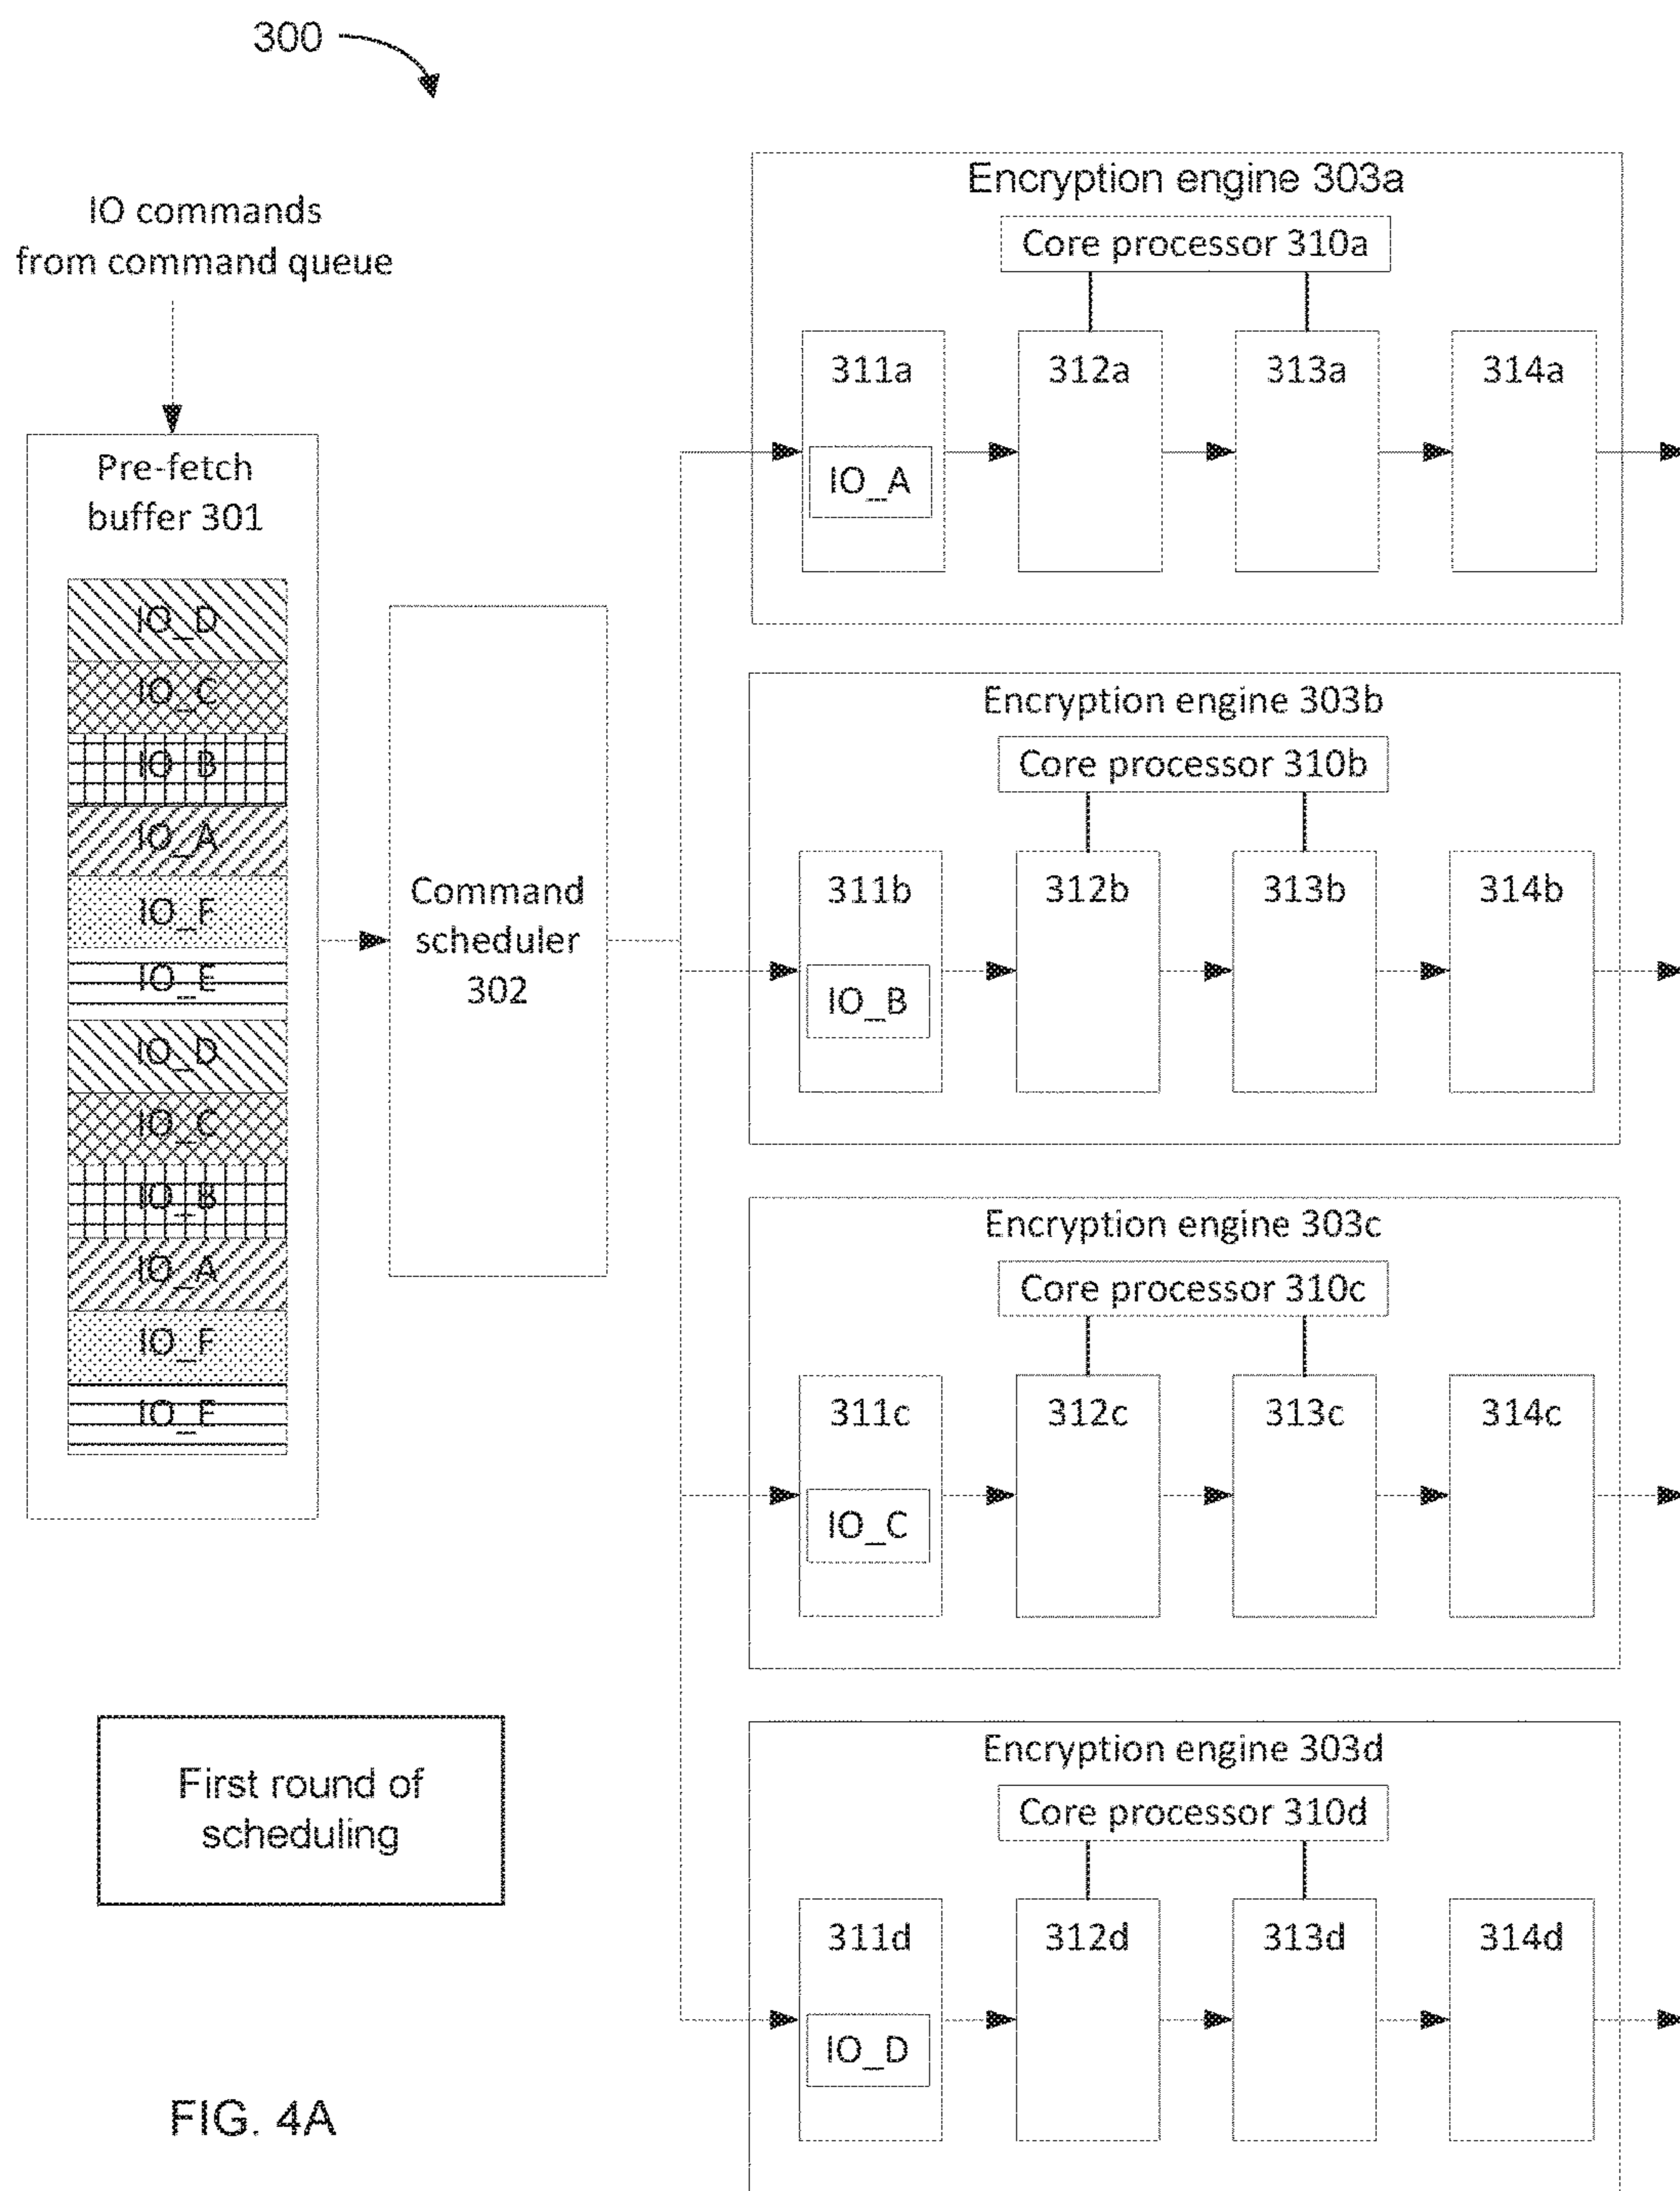 300
IO commands
from command queue
Pre-fetch
buffer 301
IO_D
IO_C
IO_B
IO_A
IO_F
IO_E
IO_D
IO_C
IO_B
IO_A
IO_F
IO_E
Command
scheduler
302
Encryption engine 303a
Core processor 310a
311a
312a
313a
314a
IO_A
Encryption engine 303b
Core processor 310b
311b
312b
313b
314b
IO_B
Encryption engine 303c
Core processor 310c
311c
312c
313c
314c
IO_C
Encryption engine 303d
Core processor 310d
311d
312d
313d
314d
IO_D
First round of
scheduling
FIG. 4A